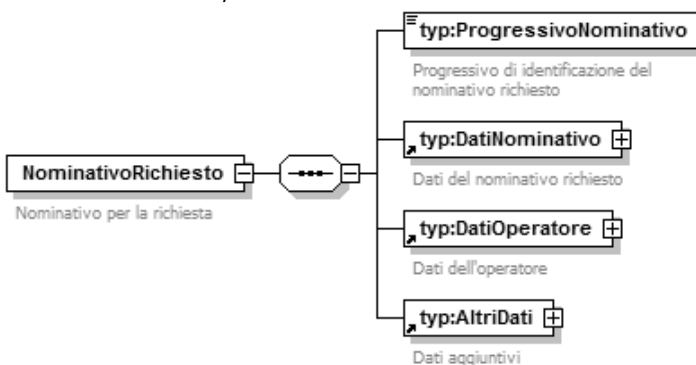 typ:ProgressivoNominativo
Progressivo di identificazione del
nominativo richiesto
typ:DatiNominativo
Dati del nominativo richiesto
NominativoRichiesto
Nominativo per la richiesta
typ:DatiOperatore
Dati dell'operatore
typ:AltriDati
Dati aggiuntivi